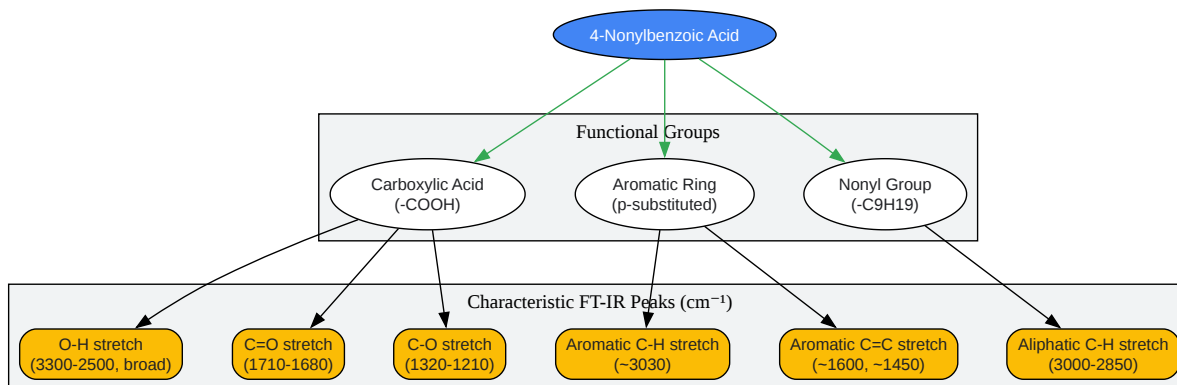 4-Nonylbenzoic Acid
Functional Groups
Carboxylic Acid
(-COOH)
Aromatic Ring
(p-substituted)
Nonyl Group
(-C9H19)
Characteristic FT-IR Peaks (cm⁻¹)
O-H stretch
(3300-2500, broad)
C=O stretch
(1710-1680)
C-O stretch
(1320-1210)
Aromatic C-H stretch
(~3030)
Aromatic C=C stretch
(~1600, ~1450)
Aliphatic C-H stretch
(3000-2850)